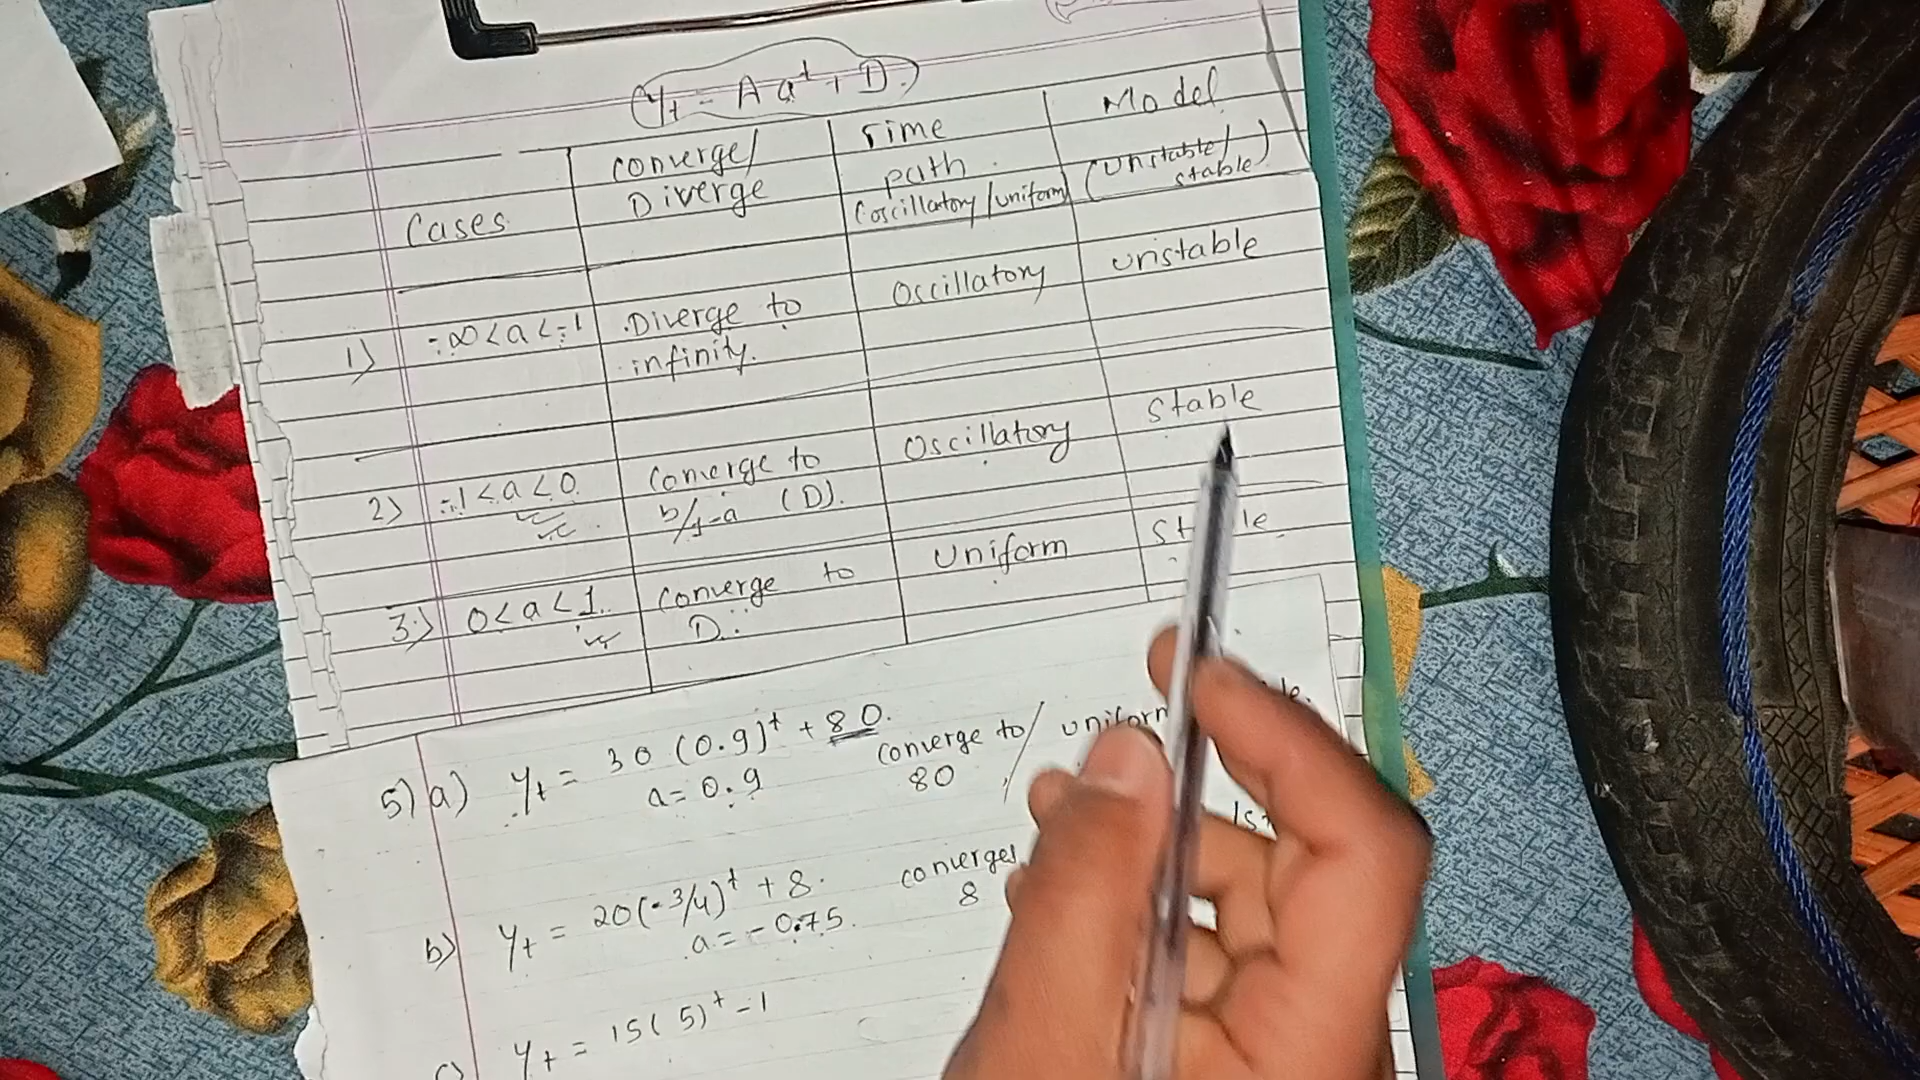 (Yt = A a^t + D.)
Cases. converge/ Diverge Time path (oscillatory/uniform) Model (unstable/ stable)
1) -∞ < a < -1 Diverge to infinity. Oscillatory unstable
2) -1 < a < 0 Converge to b/1-a (D). Oscillatory stable
3) 0 < a < 1 Converge to D. Uniform
5) a) yt = 30 (0.9)^t + 80. converge to/
a = 0.9 80
b) yt = 20(-3/4)^t + 8. converges
a = -0.75. 8
c) yt = 15(5)^t - 1